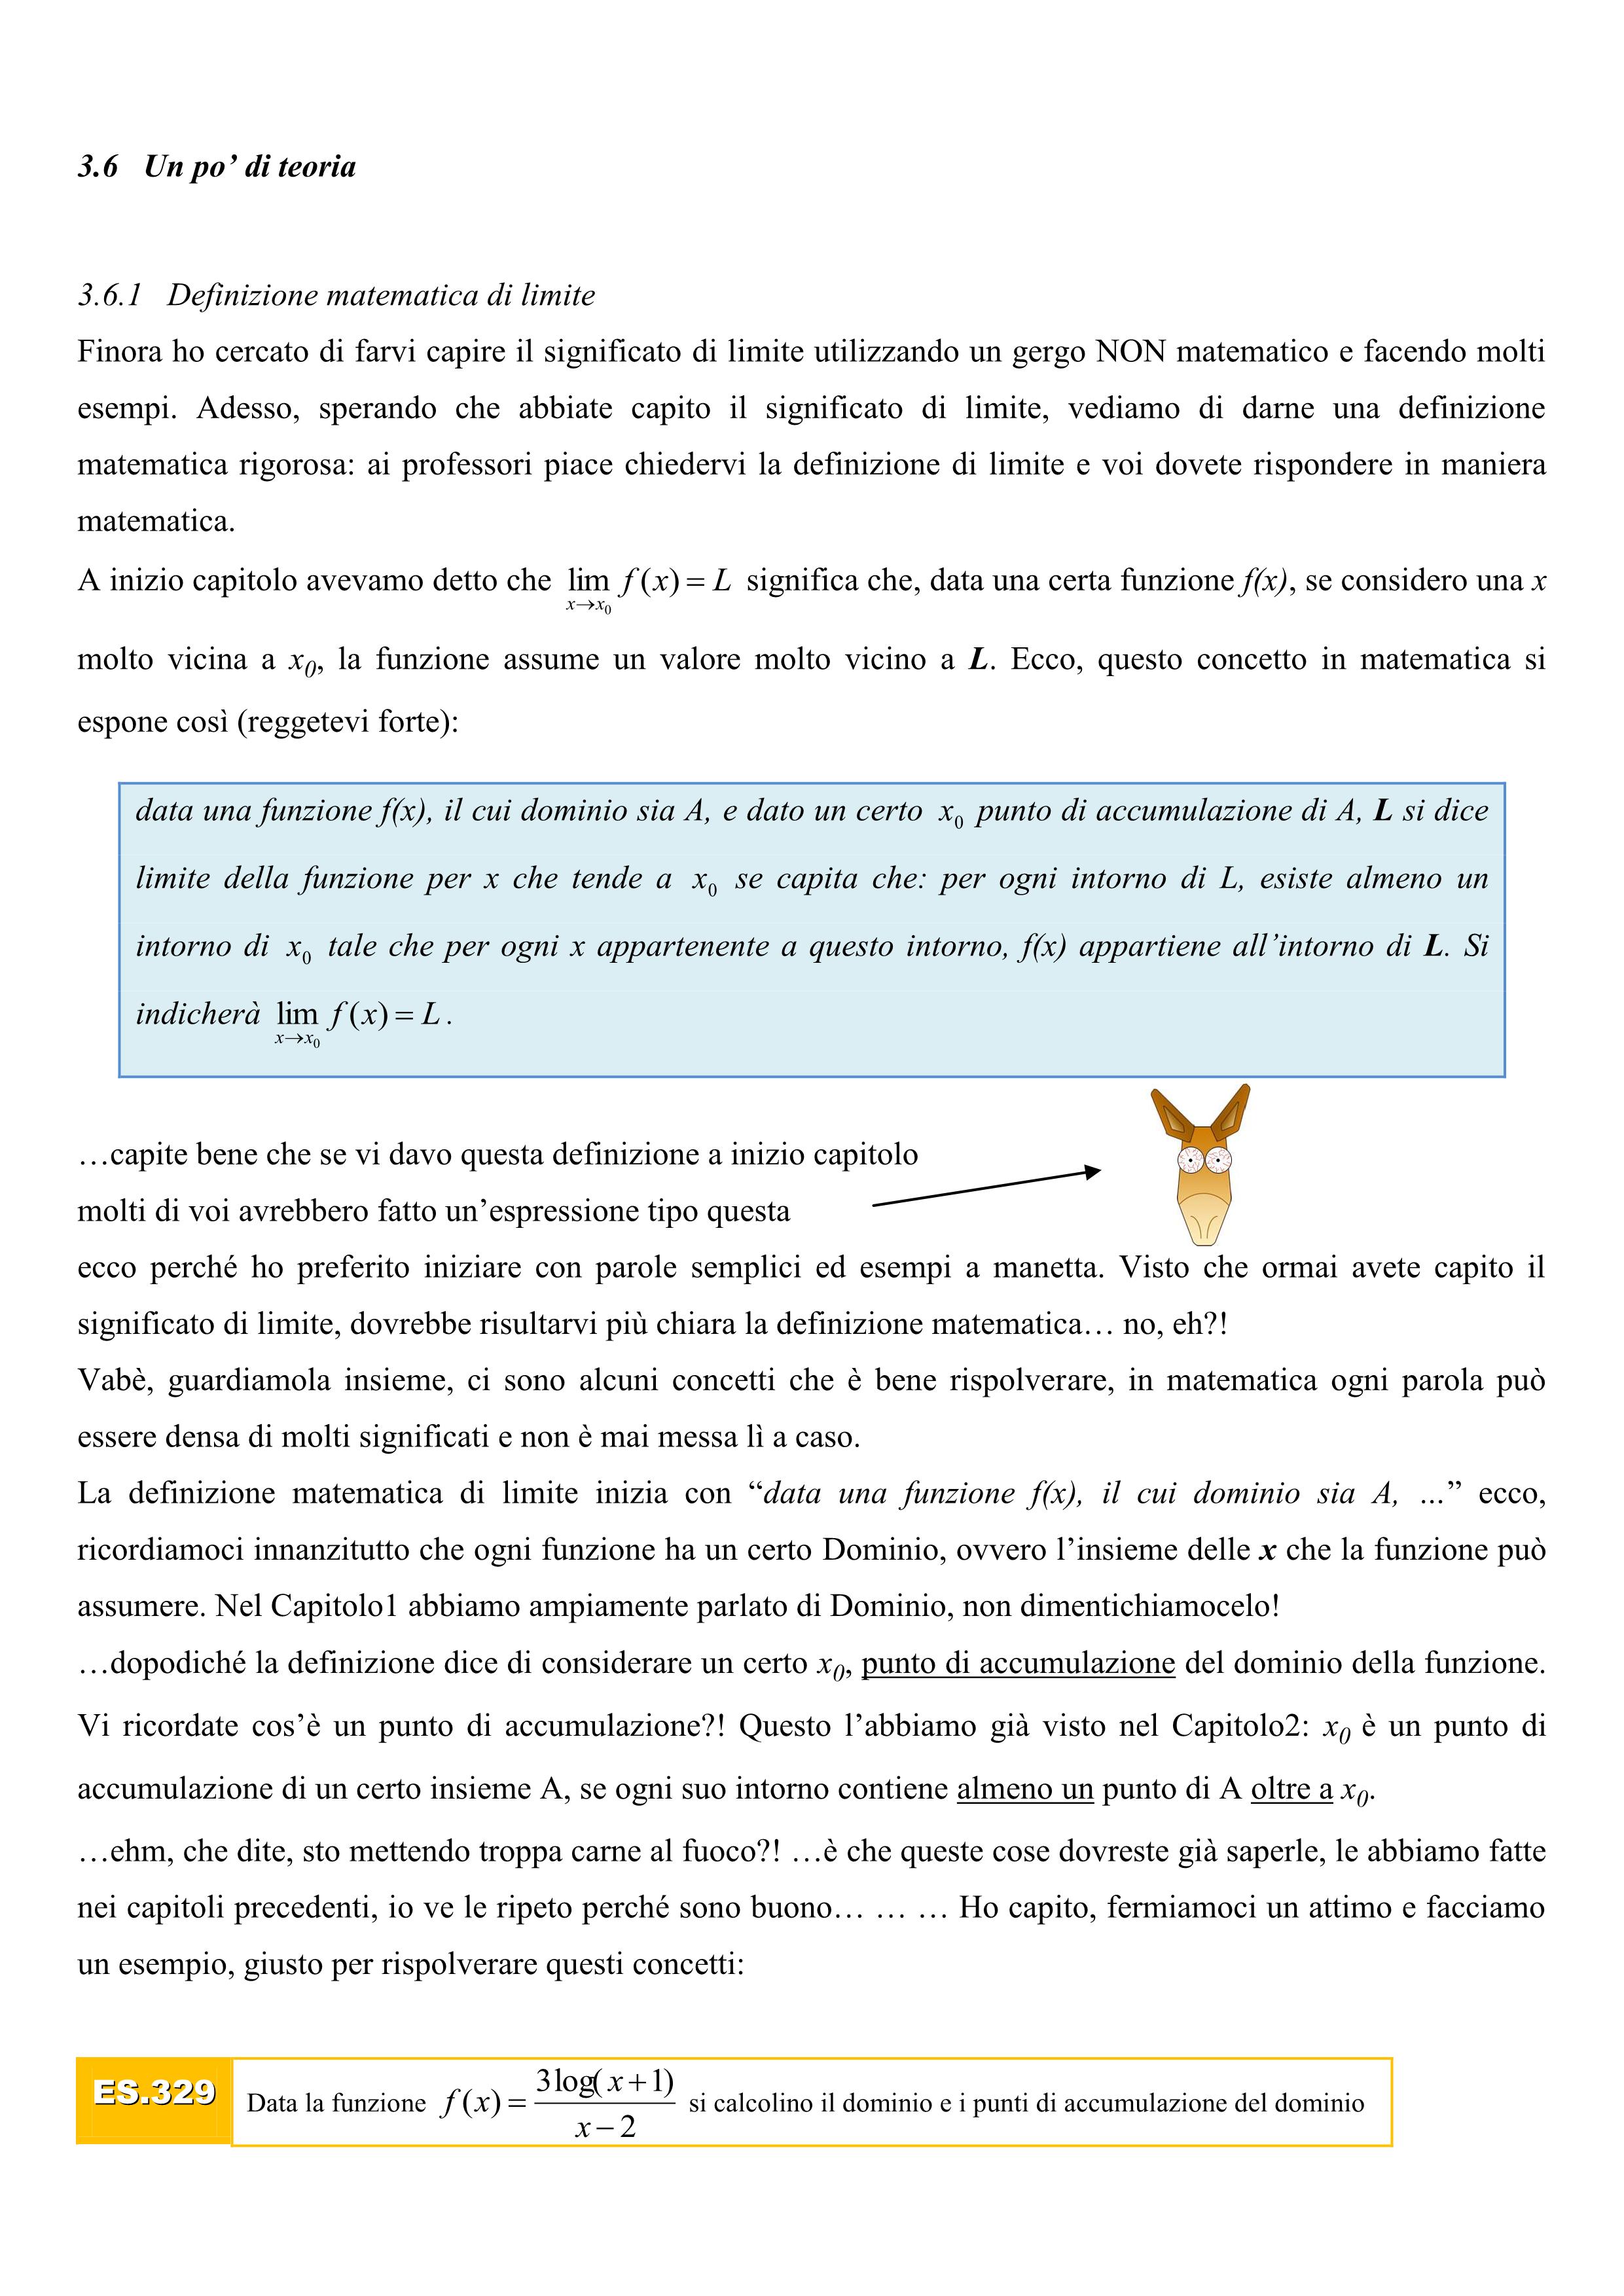 3.6 Un po’ di teoria
3.6.1 Definizione matematica di limite
Finora ho cercato di farvi capire il significato di limite utilizzando un gergo NON matematico e facendo molti
esempi. Adesso, sperando che abbiate capito il significato di limite, vediamo di darne una definizione
matematica rigorosa: ai professori piace chiedervi la definizione di limite e voi dovete rispondere in maniera
matematica.
A inizio capitolo avevamo detto che lim f(x) = L significa che, data una certa funzione f(x), se considero una x
x→x₀
molto vicina a x₀, la funzione assume un valore molto vicino a L. Ecco, questo concetto in matematica si
espone così (reggetevi forte):
data una funzione f(x), il cui dominio sia A, e dato un certo x₀ punto di accumulazione di A, L si dice
limite della funzione per x che tende a x₀ se capita che: per ogni intorno di L, esiste almeno un
intorno di x₀ tale che per ogni x appartenente a questo intorno, f(x) appartiene all’intorno di L. Si
indicherà lim f(x) = L.
x→x₀
…capite bene che se vi davo questa definizione a inizio capitolo
molti di voi avrebbero fatto un’espressione tipo questa
ecco perché ho preferito iniziare con parole semplici ed esempi a manetta. Visto che ormai avete capito il
significato di limite, dovrebbe risultarvi più chiara la definizione matematica… no, eh?!
Vabè, guardiamola insieme, ci sono alcuni concetti che è bene rispolverare, in matematica ogni parola può
essere densa di molti significati e non è mai messa lì a caso.
La definizione matematica di limite inizia con “data una funzione f(x), il cui dominio sia A, …” ecco,
ricordiamoci innanzitutto che ogni funzione ha un certo Dominio, ovvero l’insieme delle x che la funzione può
assumere. Nel Capitolo1 abbiamo ampiamente parlato di Dominio, non dimentichiamocelo!
…dopodiché la definizione dice di considerare un certo x₀, punto di accumulazione del dominio della funzione.
Vi ricordate cos’è un punto di accumulazione?! Questo l’abbiamo già visto nel Capitolo2: x₀ è un punto di
accumulazione di un certo insieme A, se ogni suo intorno contiene almeno un punto di A oltre a x₀.
…ehm, che dite, sto mettendo troppa carne al fuoco?! …è che queste cose dovreste già saperle, le abbiamo fatte
nei capitoli precedenti, io ve le ripeto perché sono buono… … … Ho capito, fermiamoci un attimo e facciamo
un esempio, giusto per rispolverare questi concetti:
ES.329 Data la funzione f(x) = 3log(x+1) / (x−2) si calcolino il dominio e i punti di accumulazione del dominio